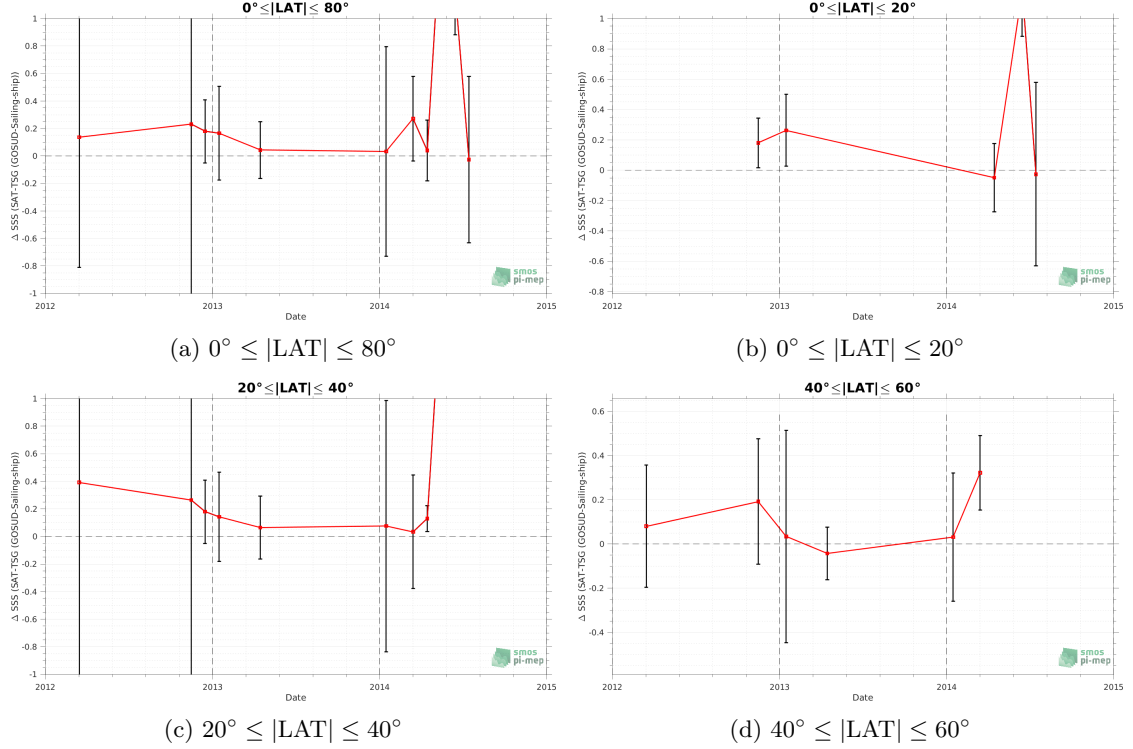 0°≤|LAT|≤ 80°
Δ SSS (SAT-TSG (GOSUD-Sailing-ship))
1
0.8
0.6
0.4
0.2
0
-0.2
-0.4
-0.6
-0.8
-1
2012 2013 2014 2015
Date
smos
pi-mep
(a) 0° ≤ |LAT| ≤ 80°
0°≤|LAT|≤ 20°
Δ SSS (SAT-TSG (GOSUD-Sailing-ship))
1
0.8
0.6
0.4
0.2
0
-0.2
-0.4
-0.6
-0.8
2012 2013 2014 2015
Date
smos
pi-mep
(b) 0° ≤ |LAT| ≤ 20°
20°≤|LAT|≤ 40°
Δ SSS (SAT-TSG (GOSUD-Sailing-ship))
1
0.8
0.6
0.4
0.2
0
-0.2
-0.4
-0.6
-0.8
-1
2012 2013 2014 2015
Date
smos
pi-mep
(c) 20° ≤ |LAT| ≤ 40°
40°≤|LAT|≤ 60°
Δ SSS (SAT-TSG (GOSUD-Sailing-ship))
0.6
0.4
0.2
0
-0.2
-0.4
2012 2013 2014 2015
Date
smos
pi-mep
(d) 40° ≤ |LAT| ≤ 60°